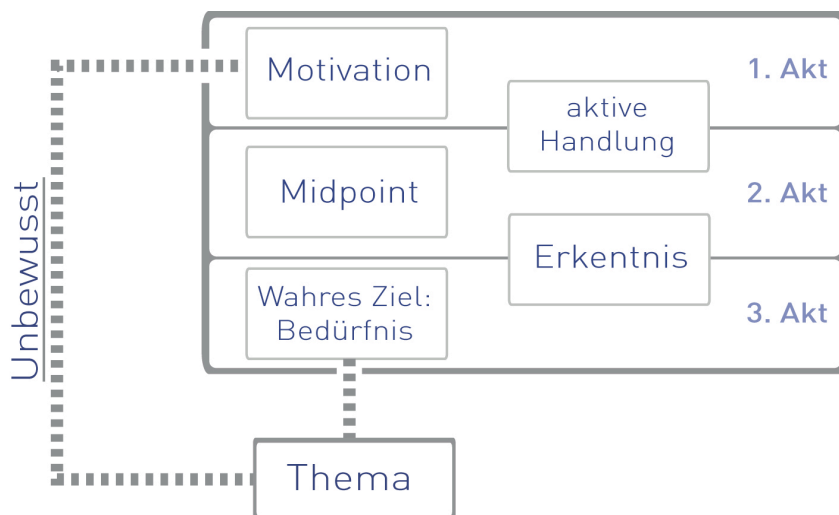 Motivation
1. Akt
aktive
Handlung
Midpoint
2. Akt
Erkentnis
Wahres Ziel:
Bedürfnis
3. Akt
Unbewusst
Thema